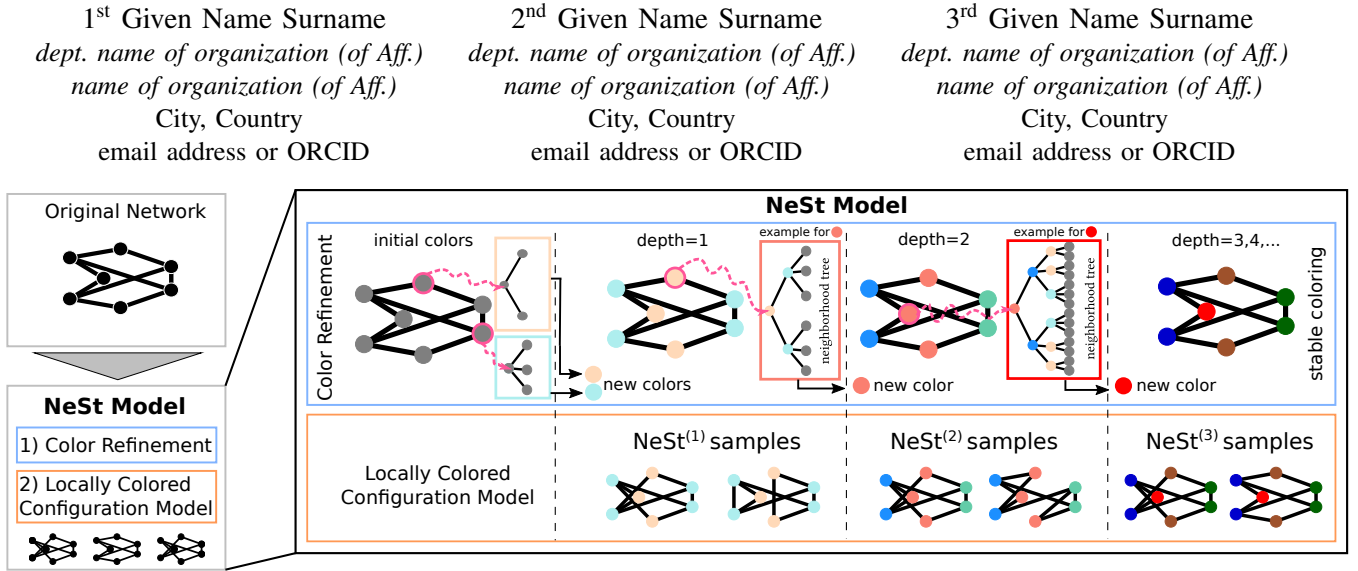 1st Given Name Surname
dept. name of organization (of Aff.)
name of organization (of Aff.)
City, Country
email address or ORCID
2nd Given Name Surname
dept. name of organization (of Aff.)
name of organization (of Aff.)
City, Country
email address or ORCID
3rd Given Name Surname
dept. name of organization (of Aff.)
name of organization (of Aff.)
City, Country
email address or ORCID
Original Network
NeSt Model
1) Color Refinement
2) Locally Colored
Configuration Model
NeSt Model
Color Refinement
initial colors
new colors
depth=1
example for
neighborhood tree
new color
depth=2
example for
neighborhood tree
new color
depth=3,4,...
stable coloring
Locally Colored
Configuration Model
NeSt(1) samples
NeSt(2) samples
NeSt(3) samples